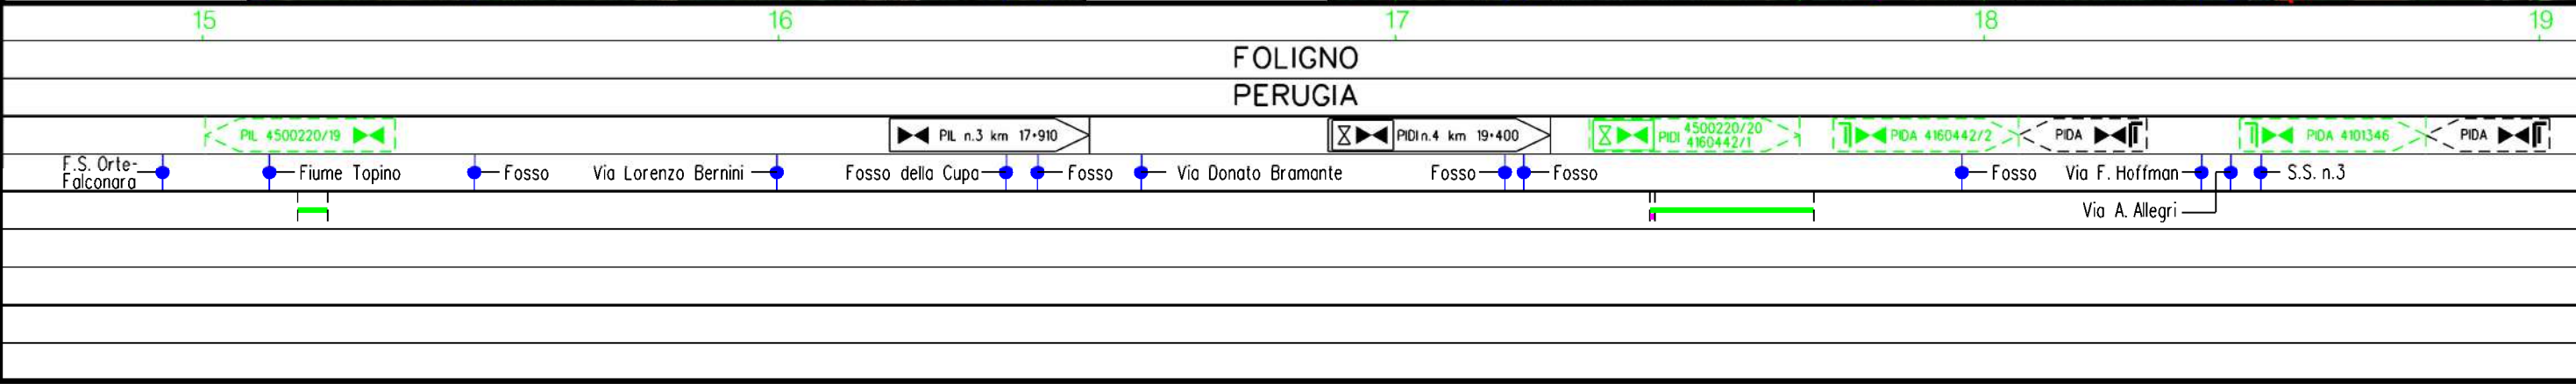 15 16 17 18 19
FOLIGNO
PERUGIA
PIL 4500220/19
PIL n.3 km 17+910
PIDI n.4 km 19+400
PIDI 4500220/20
4160442/1
PIDA 4160442/2
PIDA
PIDA 4101346
PIDA
F.S. Orte-
Falconara
Fiume Topino
Fosso
Via Lorenzo Bernini
Fosso della Cupa
Fosso
Via Donato Bramante
Fosso
Fosso
Fosso
Via F. Hoffman
S.S. n.3
Via A. Allegri